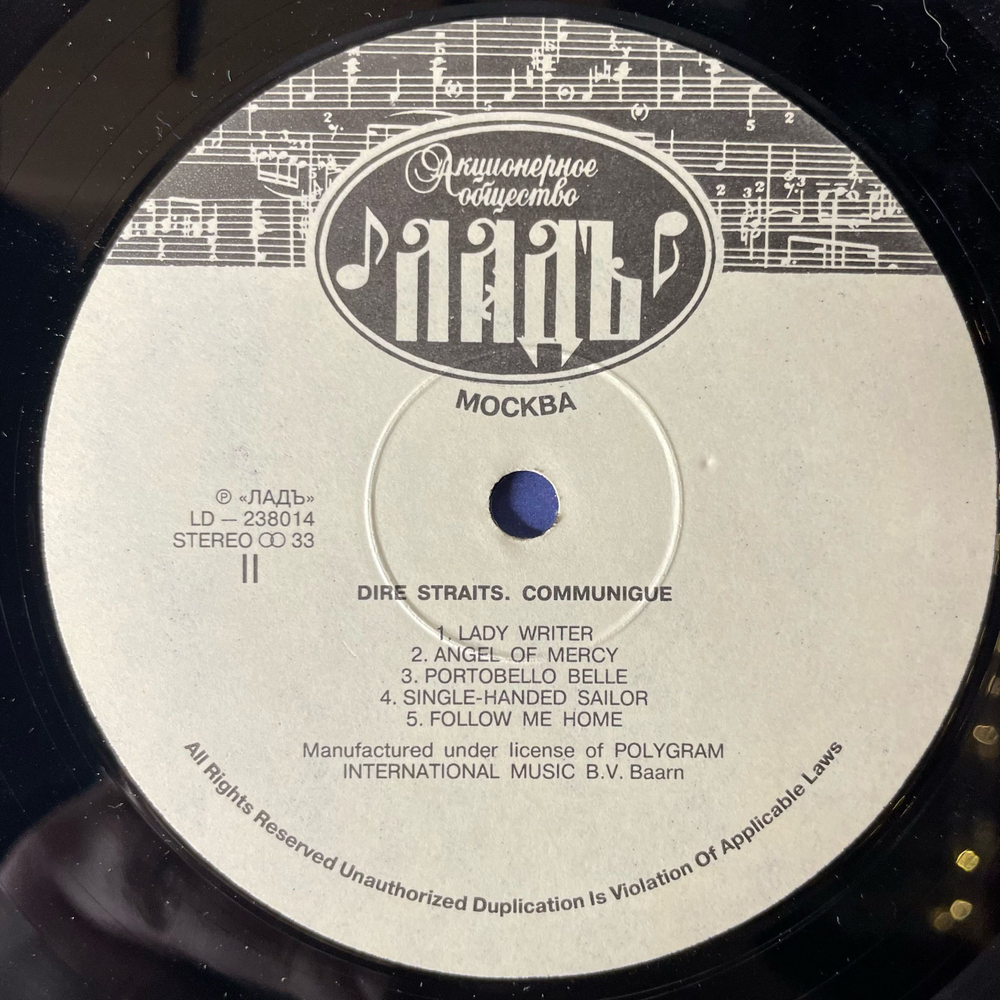 Акционерное
общество
ЛАДЪ
МОСКВА
℗ «ЛАДЪ»
LD — 238014
STEREO ꝏ 33
II
DIRE STRAITS. COMMUNIGUE
1. LADY WRITER
2. ANGEL OF MERCY
3. PORTOBELLO BELLE
4. SINGLE-HANDED SAILOR
5. FOLLOW ME HOME
Manufactured under license of POLYGRAM
INTERNATIONAL MUSIC B.V. Baarn
All Rights Reserved Unauthorized Duplication Is Violation Of Applicable Laws